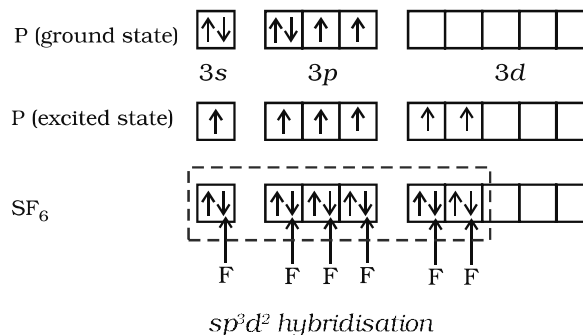 P (ground state)
3s 3p 3d
P (excited state)
SF₆
F F F F F F
sp³d² hybridisation